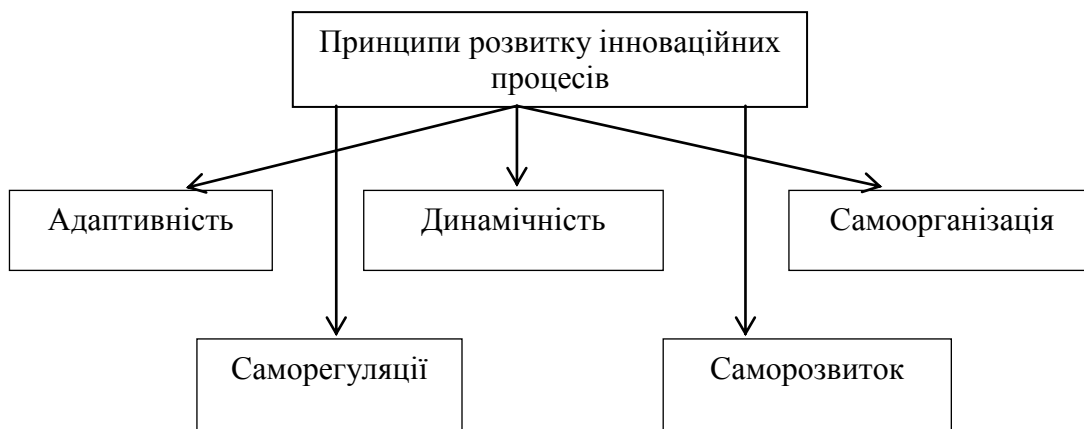 Принципи розвитку інноваційних
процесів
Адаптивність
Динамічність
Самоорганізація
Саморегуляції
Саморозвиток